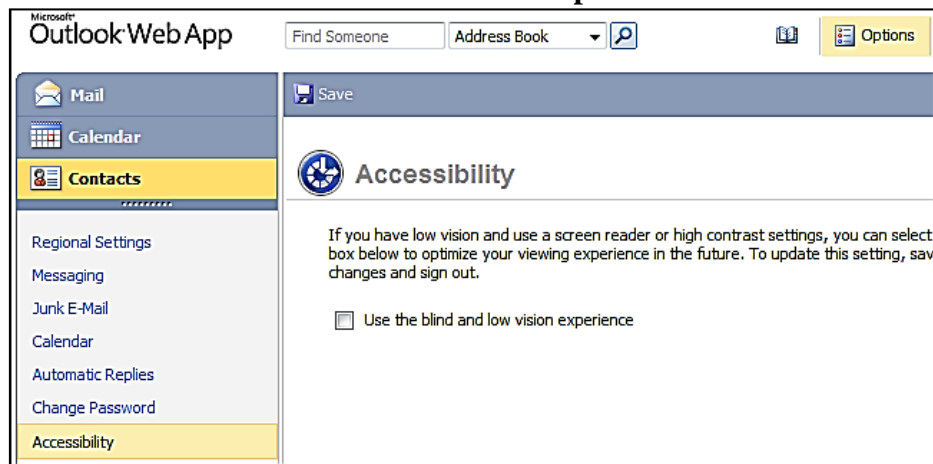 Microsoft
Outlook Web App
Find Someone
Address Book
Options
Mail
Save
Calendar
Contacts
Accessibility
Regional Settings
If you have low vision and use a screen reader or high contrast settings, you can select
box below to optimize your viewing experience in the future. To update this setting, sav
Messaging
changes and sign out.
Junk E-Mail
Use the blind and low vision experience
Calendar
Automatic Replies
Change Password
Accessibility